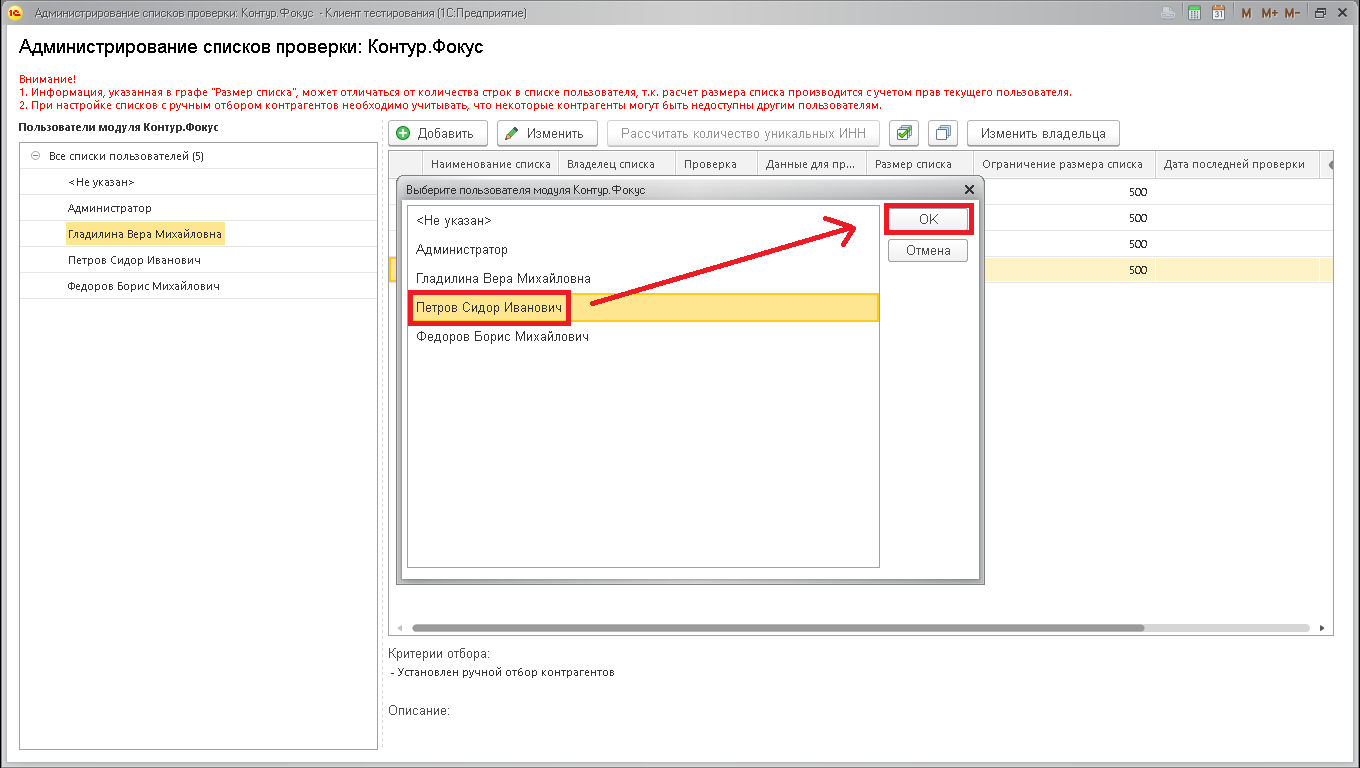 Администрирование списков проверки: Контур.Фокус - Клиент тестирования (1С:Предприятие)
M M+ M-
Администрирование списков проверки: Контур.Фокус
Внимание!
1. Информация, указанная в графе "Размер списка", может отличаться от количества строк в списке пользователя, т.к. расчет размера списка производится с учетом прав текущего пользователя.
2. При настройке списков с ручным отбором контрагентов необходимо учитывать, что некоторые контрагенты могут быть недоступны другим пользователям.
Пользователи модуля Контур.Фокус
Все списки пользователей (5)
<Не указан>
Администратор
Гладилина Вера Михайловна
Петров Сидор Иванович
Федоров Борис Михайлович
Добавить
Изменить
Рассчитать количество уникальных ИНН
Изменить владельца
Наименование списка
Владелец списка
Проверка
Данные для пр...
Размер списка
Ограничение размера списка
Дата последней проверки
500
500
500
500
Выберите пользователя модуля Контур.Фокус
<Не указан>
Администратор
Гладилина Вера Михайловна
Петров Сидор Иванович
Федоров Борис Михайлович
OK
Отмена
Критерии отбора:
- Установлен ручной отбор контрагентов
Описание: